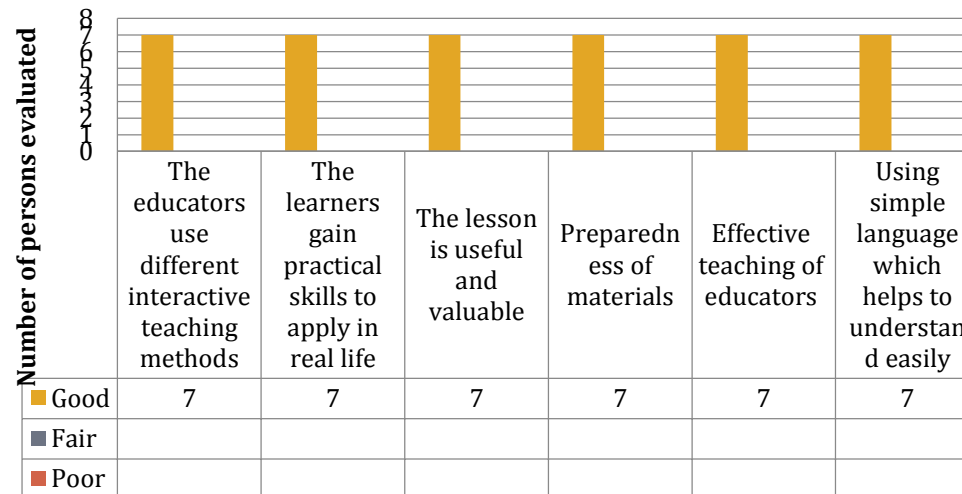 Number of persons evaluated
8
7
6
5
4
3
2
1
0
The
educators
use
different
interactive
teaching
methods
The
learners
gain
practical
skills to
apply in
real life
The lesson
is useful
and
valuable
Preparedn
ess of
materials
Effective
teaching of
educators
Using
simple
language
which
helps to
understan
d easily
Good 7 7 7 7 7 7
Fair
Poor